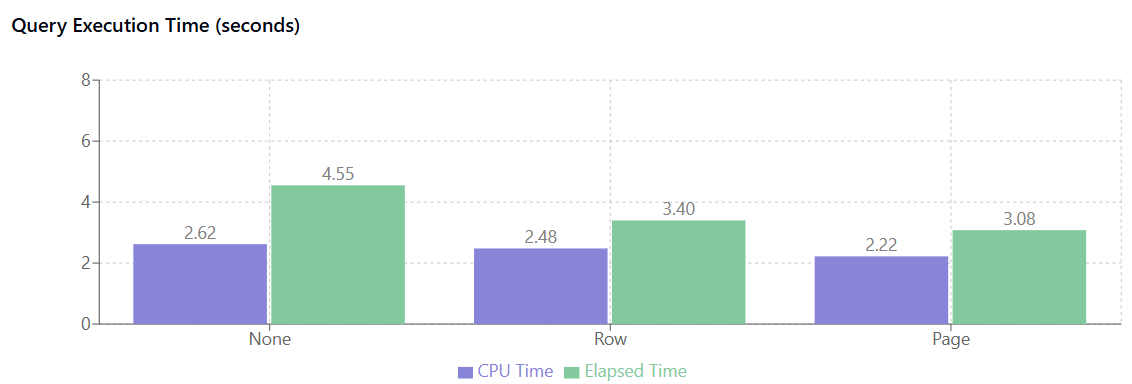 Query Execution Time (seconds)
8
6
4
2
0
2.62
4.55
2.48
3.40
2.22
3.08
None
Row
Page
CPU Time Elapsed Time